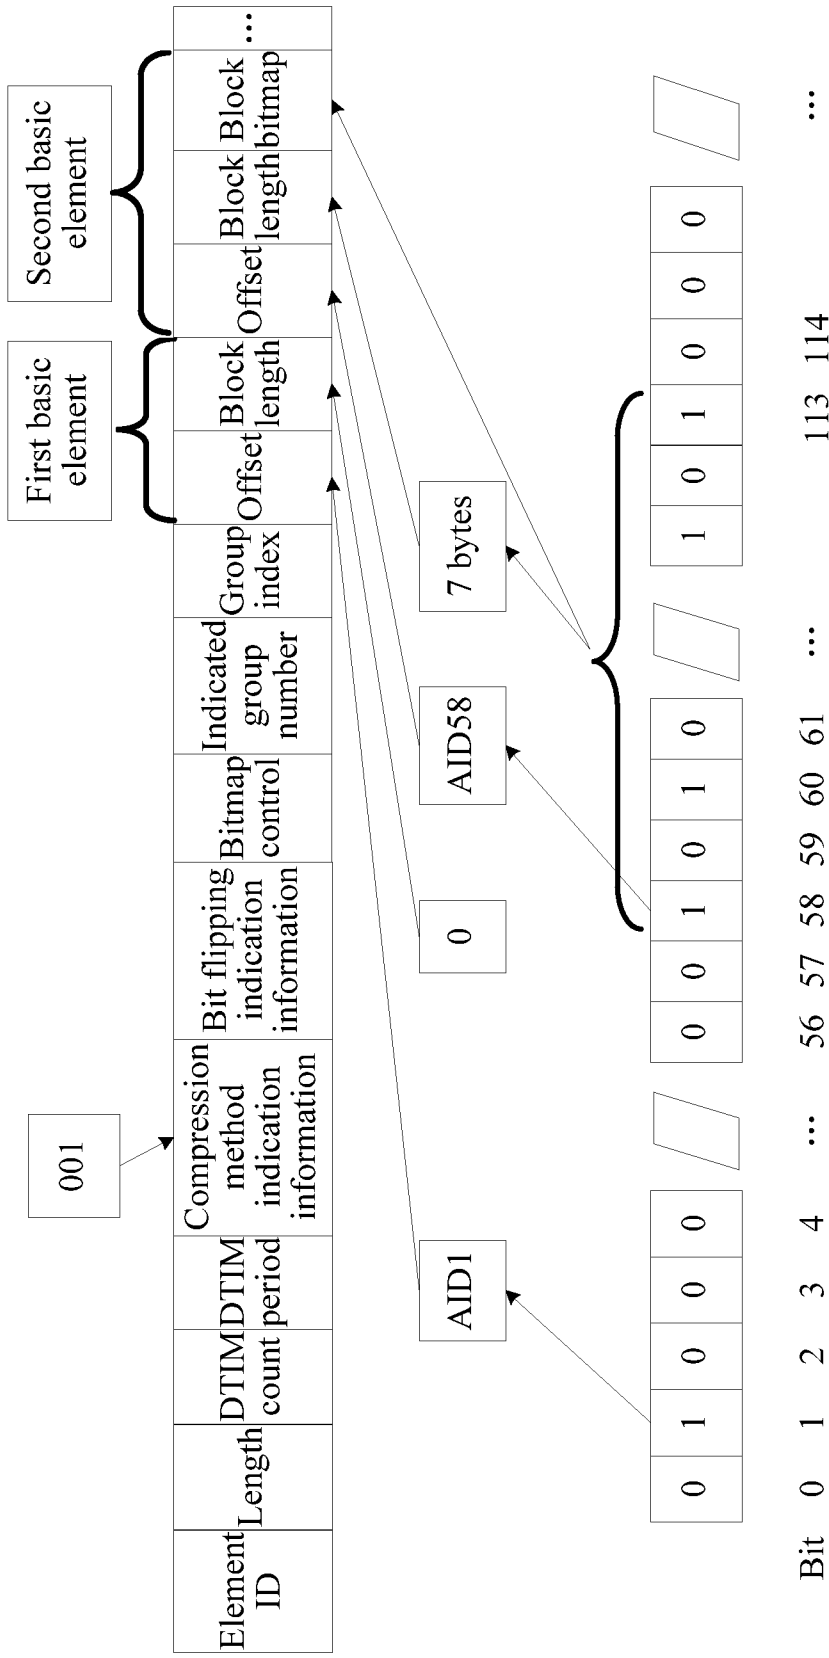 First basic
element
Second basic
element
001
Element
ID
Length
DTIM
count
DTIM
period
Compression
method
indication
information
Bit flipping
indication
information
Bitmap
control
Indicated
group
number
Group
index
Offset
Block
length
Offset
Block
length
Block
bitmap
...
AID1
0
AID58
7 bytes
0 1 0 0 0 0 0 1 0 1 0 1 0 1 0 0 0
Bit 0 1 2 3 4 ... 56 57 58 59 60 61 ... 113 114 ...